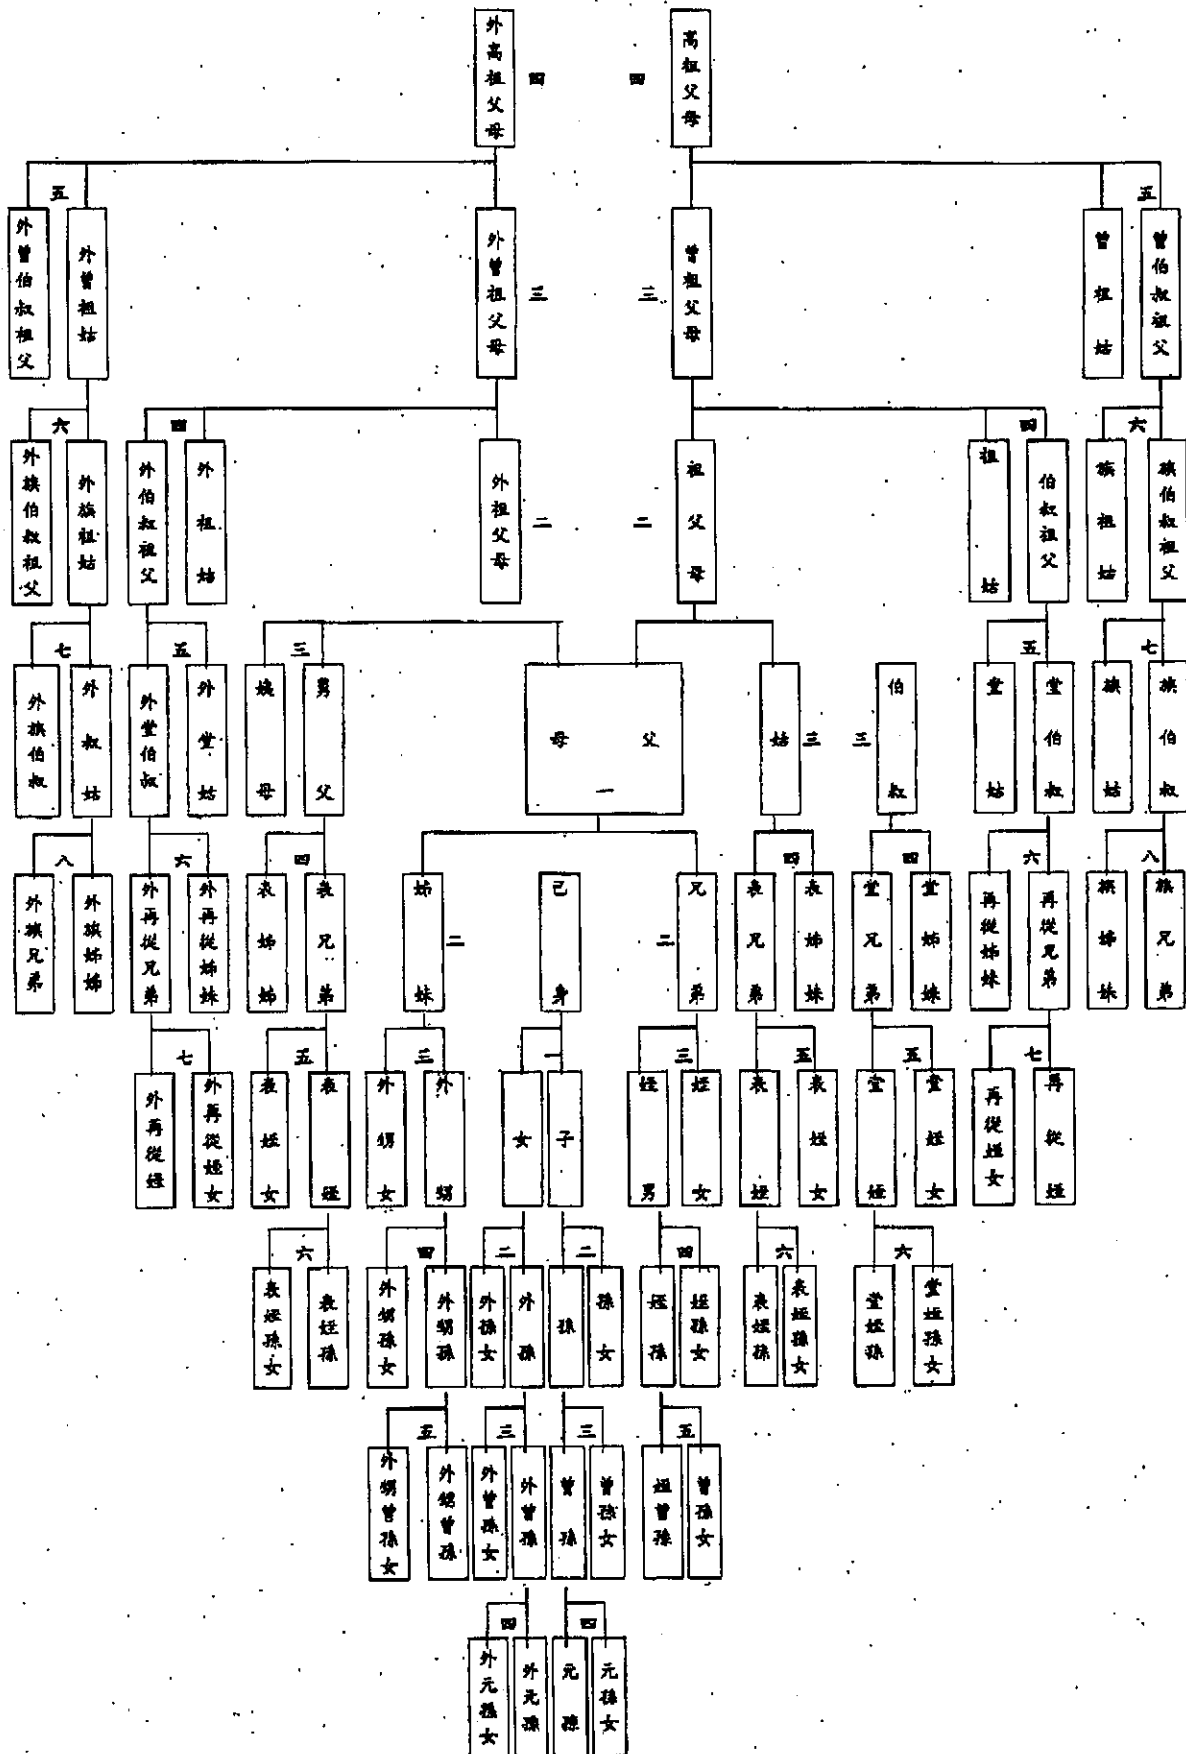 高祖父母
四
四
外高祖父母
五
曾伯叔祖父
曾祖姑
曾祖父母
三
三
外曾祖父母
五
外曾祖姑
外曾伯叔祖父
六
族伯叔祖父
族祖姑
四
伯叔祖父
祖姑
祖父母
二
二
外祖父母
四
外祖姑
外伯叔祖父
六
外族祖姑
外族伯叔祖父
七
族伯叔
族姑
五
堂伯叔
堂姑
伯叔
三
三
姑
父
母
一
三
舅父
姨母
五
外堂姑
外堂伯叔
七
外叔姑
外族伯叔
八
族兄弟
族姊妹
六
再從兄弟
再從姊妹
四
堂姊妹
堂兄弟
四
表姊妹
表兄弟
兄弟
二
己身
二
姊妹
四
表兄弟
表姊姊
六
外再從姊妹
外再從兄弟
八
外族姊姊
外族兄弟
七
再從姪
再從姪女
五
堂姪女
堂姪
五
表姪女
表姪
三
姪女
姪男
一
子
女
三
外甥
外甥女
五
表姪
表姪女
七
外再從姪女
外再從姪
六
堂姪孫女
堂姪孫
六
表姪孫女
表姪孫
四
姪孫女
姪孫
二
孫女
孫
二
外孫
外孫女
四
外甥孫
外甥孫女
六
表姪孫
表姪孫女
五
曾孫女
姪曾孫
三
曾孫女
曾孫
三
外曾孫
外曾孫女
五
外甥曾孫
外甥曾孫女
四
元孫女
元孫
四
外元孫
外元孫女